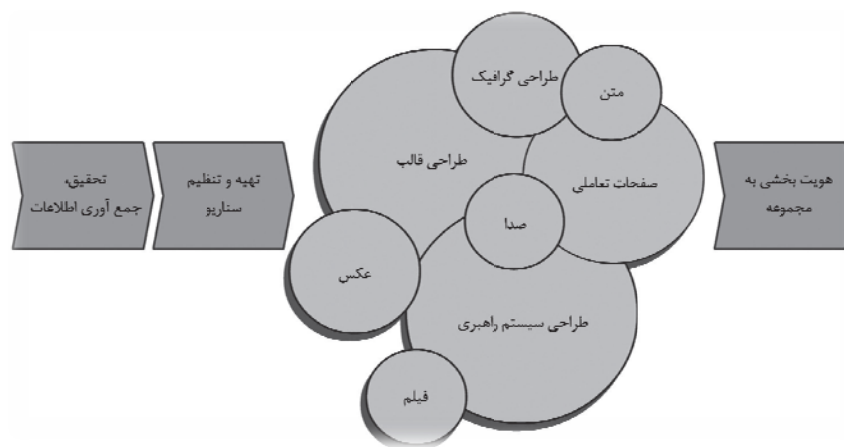 تحقیق،
جمع آوری اطلاعات
تهیه و تنظیم
سناریو
طراحی گرافیک
متن
طراحی قالب
صفحات تعاملی
صدا
عکس
طراحی سیستم راهبری
فیلم
هویت بخشی به
مجموعه